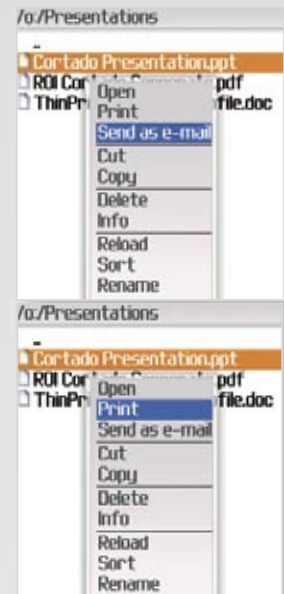 /o:/Presentations
..
Cortado Presentation.ppt
ROI Cor pdf
ThinPr file.doc
Open
Print
Send as e-mail
Cut
Copy
Delete
Info
Reload
Sort
Rename
/o:/Presentations
..
Cortado Presentation.ppt
ROI Cor pdf
ThinPr file.doc
Open
Print
Send as e-mail
Cut
Copy
Delete
Info
Reload
Sort
Rename